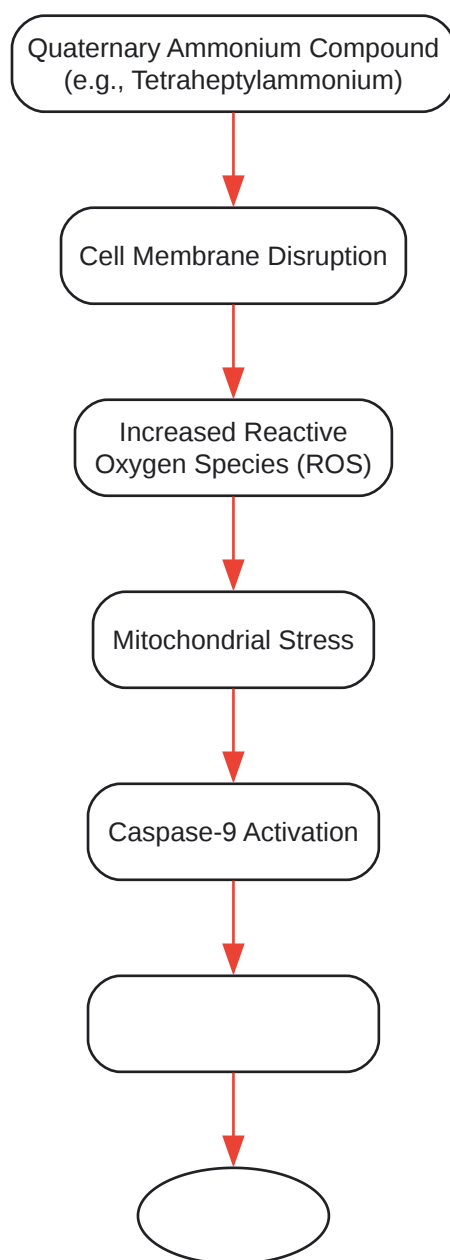 Quaternary Ammonium Compound
(e.g., Tetraheptylammonium)
Cell Membrane Disruption
Increased Reactive
Oxygen Species (ROS)
Mitochondrial Stress
Caspase-9 Activation